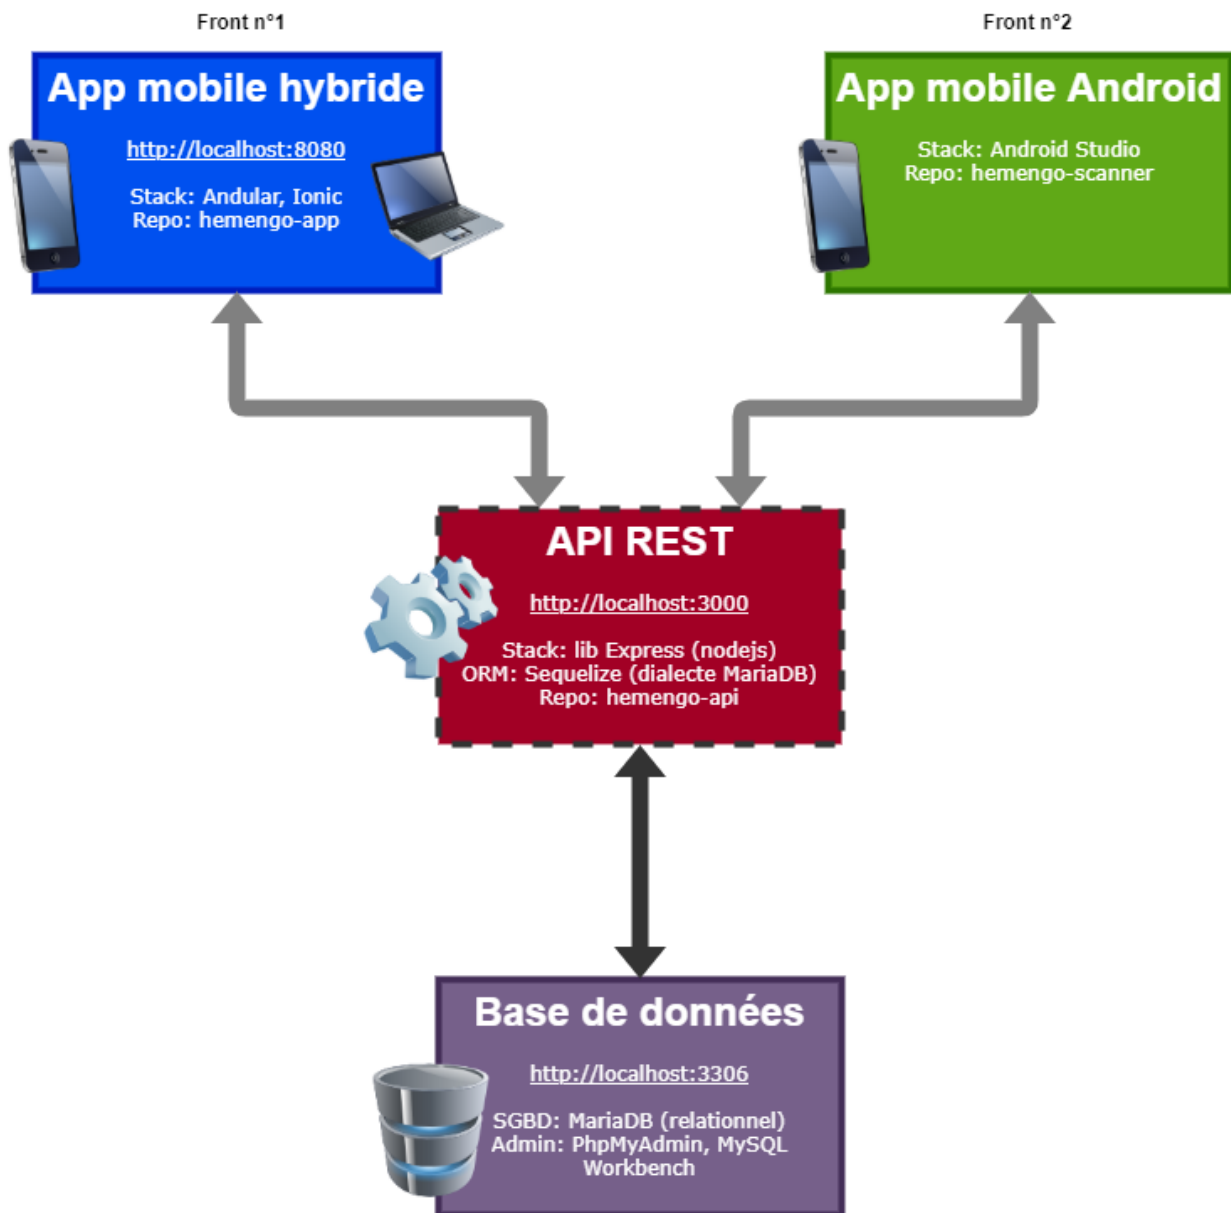 Front n°1
Front n°2
App mobile hybride
http://localhost:8080
Stack: Andular, Ionic
Repo: hemengo-app
App mobile Android
Stack: Android Studio
Repo: hemengo-scanner
API REST
http://localhost:3000
Stack: lib Express (nodejs)
ORM: Sequelize (dialecte MariaDB)
Repo: hemengo-api
Base de données
http://localhost:3306
SGBD: MariaDB (relationnel)
Admin: PhpMyAdmin, MySQL
Workbench